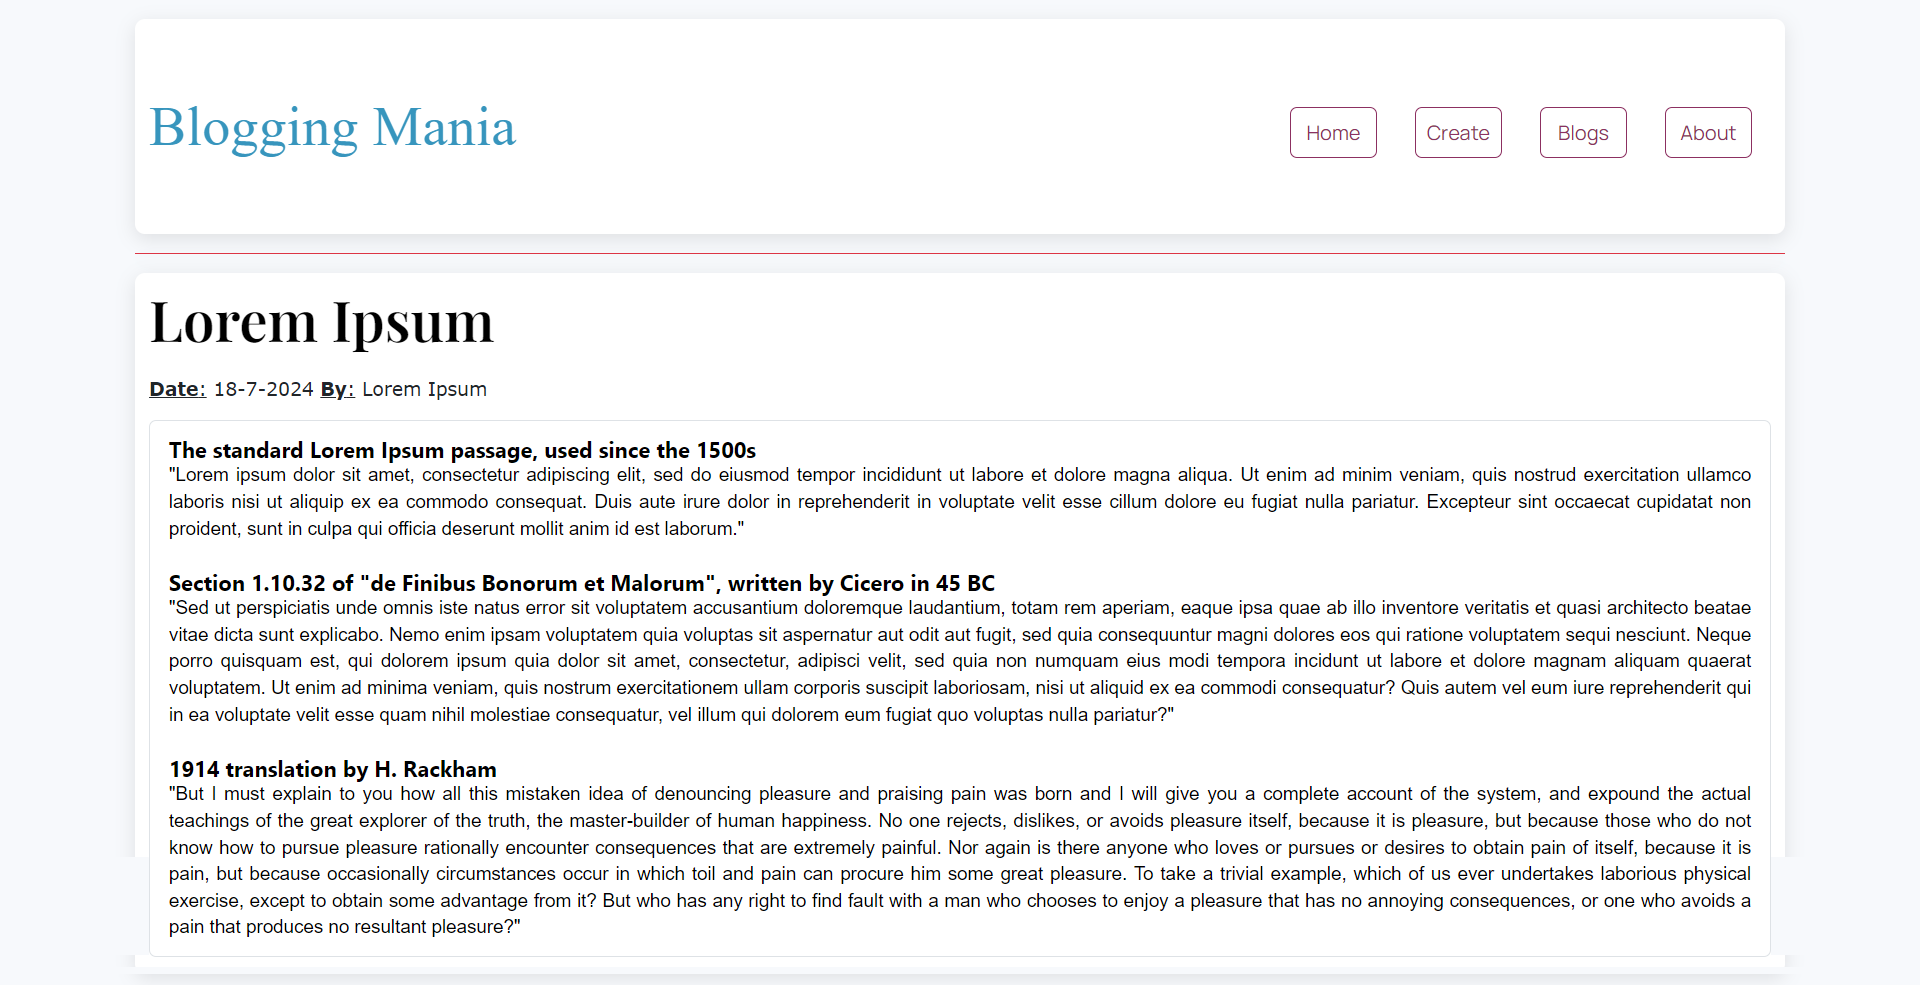 Blogging Mania
Home Create Blogs About
Lorem Ipsum
Date: 18-7-2024 By: Lorem Ipsum
The standard Lorem Ipsum passage, used since the 1500s
"Lorem ipsum dolor sit amet, consectetur adipiscing elit, sed do eiusmod tempor incididunt ut labore et dolore magna aliqua. Ut enim ad minim veniam, quis nostrud exercitation ullamco
laboris nisi ut aliquip ex ea commodo consequat. Duis aute irure dolor in reprehenderit in voluptate velit esse cillum dolore eu fugiat nulla pariatur. Excepteur sint occaecat cupidatat non
proident, sunt in culpa qui officia deserunt mollit anim id est laborum."
Section 1.10.32 of "de Finibus Bonorum et Malorum", written by Cicero in 45 BC
"Sed ut perspiciatis unde omnis iste natus error sit voluptatem accusantium doloremque laudantium, totam rem aperiam, eaque ipsa quae ab illo inventore veritatis et quasi architecto beatae
vitae dicta sunt explicabo. Nemo enim ipsam voluptatem quia voluptas sit aspernatur aut odit aut fugit, sed quia consequuntur magni dolores eos qui ratione voluptatem sequi nesciunt. Neque
porro quisquam est, qui dolorem ipsum quia dolor sit amet, consectetur, adipisci velit, sed quia non numquam eius modi tempora incidunt ut labore et dolore magnam aliquam quaerat
voluptatem. Ut enim ad minima veniam, quis nostrum exercitationem ullam corporis suscipit laboriosam, nisi ut aliquid ex ea commodi consequatur? Quis autem vel eum iure reprehenderit qui
in ea voluptate velit esse quam nihil molestiae consequatur, vel illum qui dolorem eum fugiat quo voluptas nulla pariatur?"
1914 translation by H. Rackham
"But I must explain to you how all this mistaken idea of denouncing pleasure and praising pain was born and I will give you a complete account of the system, and expound the actual
teachings of the great explorer of the truth, the master-builder of human happiness. No one rejects, dislikes, or avoids pleasure itself, because it is pleasure, but because those who do not
know how to pursue pleasure rationally encounter consequences that are extremely painful. Nor again is there anyone who loves or pursues or desires to obtain pain of itself, because it is
pain, but because occasionally circumstances occur in which toil and pain can procure him some great pleasure. To take a trivial example, which of us ever undertakes laborious physical
exercise, except to obtain some advantage from it? But who has any right to find fault with a man who chooses to enjoy a pleasure that has no annoying consequences, or one who avoids a
pain that produces no resultant pleasure?"